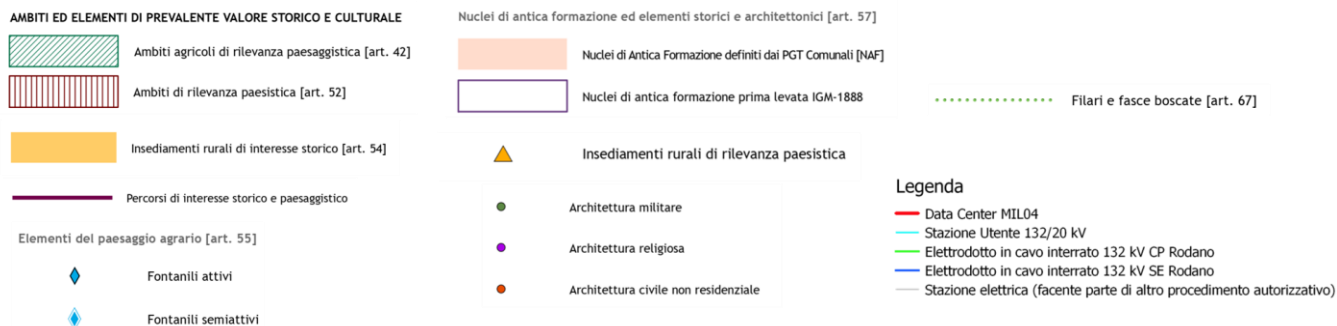 AMBITI ED ELEMENTI DI PREVALENTE VALORE STORICO E CULTURALE
Ambiti agricoli di rilevanza paesaggistica [art. 42]
Ambiti di rilevanza paesistica [art. 52]
Insediamenti rurali di interesse storico [art. 54]
Percorsi di interesse storico e paesaggistico
Elementi del paesaggio agrario [art. 55]
Fontanili attivi
Fontanili semiattivi
Nuclei di antica formazione ed elementi storici e architettonici [art. 57]
Nuclei di Antica Formazione definiti dai PGT Comunali [NAF]
Nuclei di antica formazione prima levata IGM-1888
Insediamenti rurali di rilevanza paesistica
Architettura militare
Architettura religiosa
Architettura civile non residenziale
Filari e fasce boscate [art. 67]
Legenda
Data Center MIL04
Stazione Utente 132/20 kV
Elettrodotto in cavo interrato 132 kV CP Rodano
Elettrodotto in cavo interrato 132 kV SE Rodano
Stazione elettrica (facente parte di altro procedimento autorizzativo)